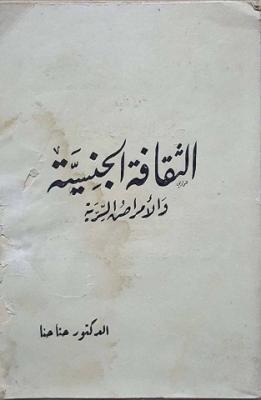 الثقافة الجنسية
والأمراض السرية
الدكتور حنا حنا